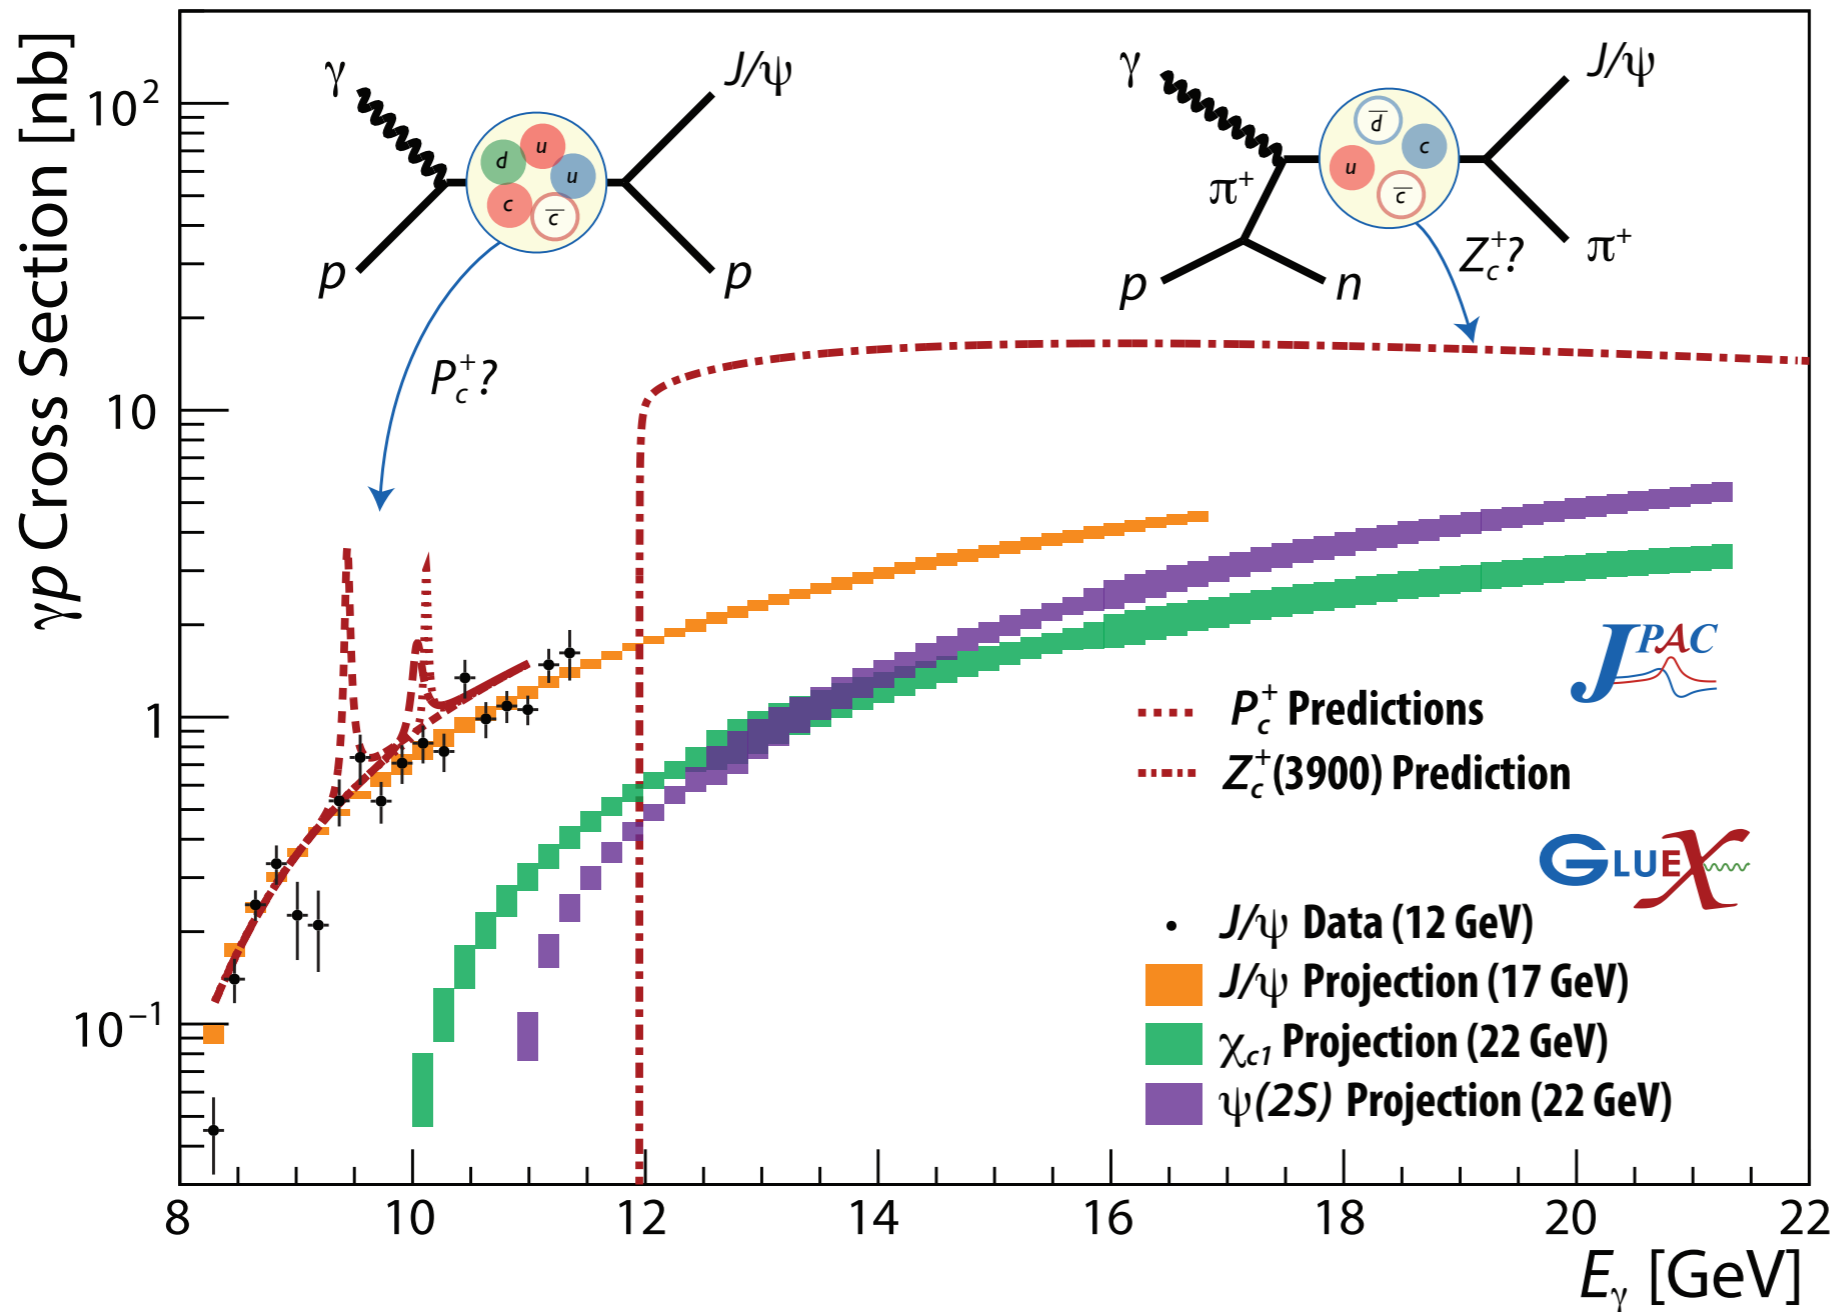 γp Cross Section [nb]
10²
10
1
10⁻¹
γ
J/ψ
p
p
d
u
u
c
c̅
P_c⁺?
γ
J/ψ
π⁺
π⁺
p
n
d̅
c
u
c̅
Z_c⁺?
JPAC
P_c⁺ Predictions
Z_c⁺(3900) Prediction
GLUEX
J/ψ Data (12 GeV)
J/ψ Projection (17 GeV)
χ_c1 Projection (22 GeV)
ψ(2S) Projection (22 GeV)
8 10 12 14 16 18 20 22
E_γ [GeV]